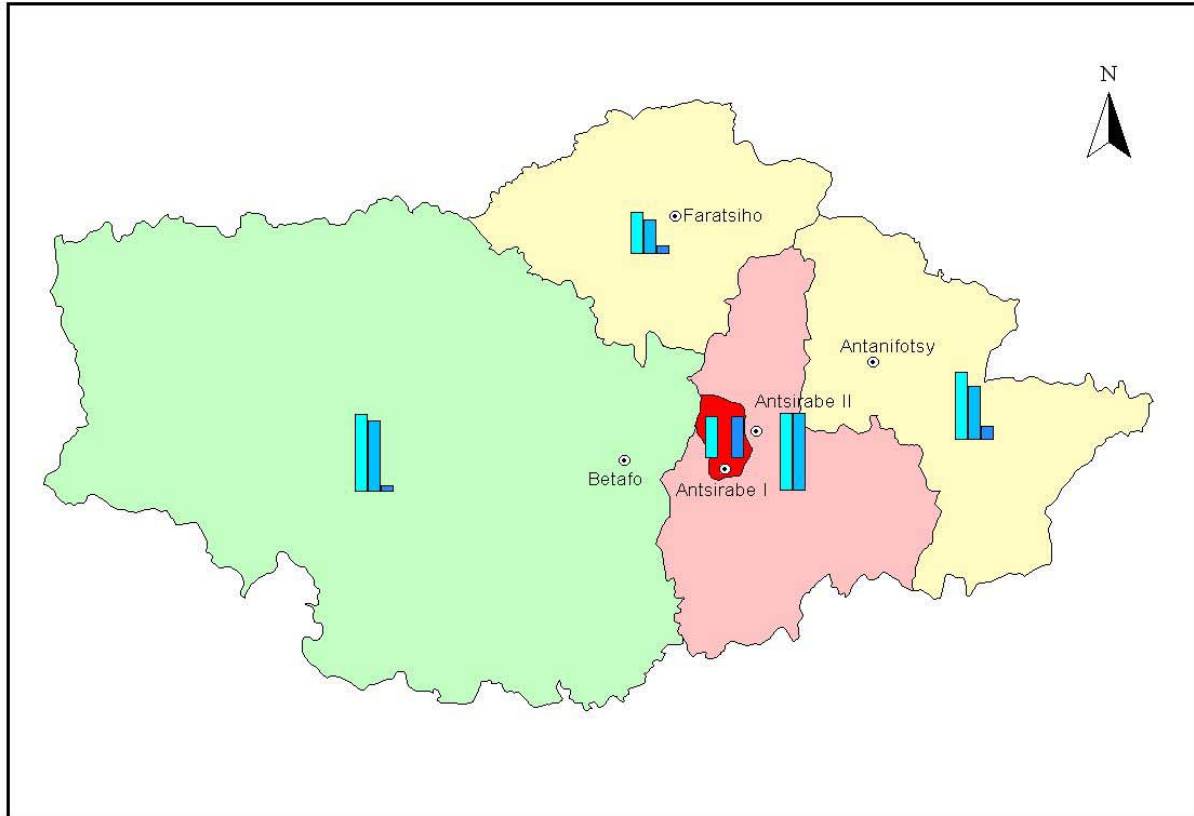 N
Faratsiho
Antanifotsy
Antsirabe II
Betafo
Antsirabe I